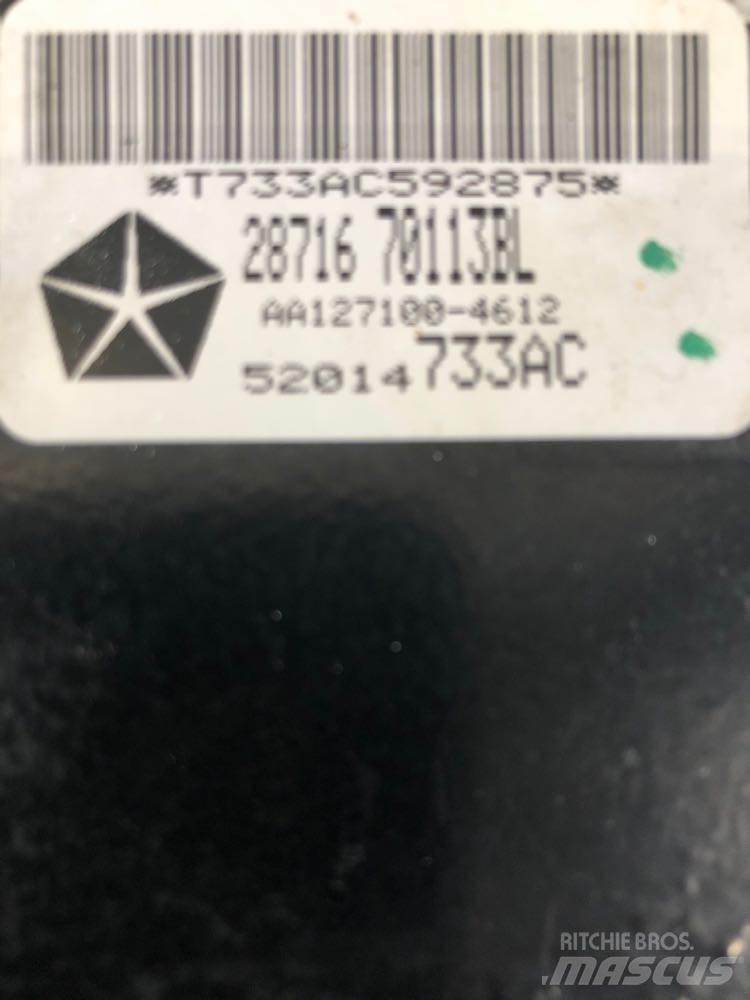 *T733AC592875*
28716 70113BL
AA127100-4612
52014733AC
RITCHIE BROS.
MASCUS